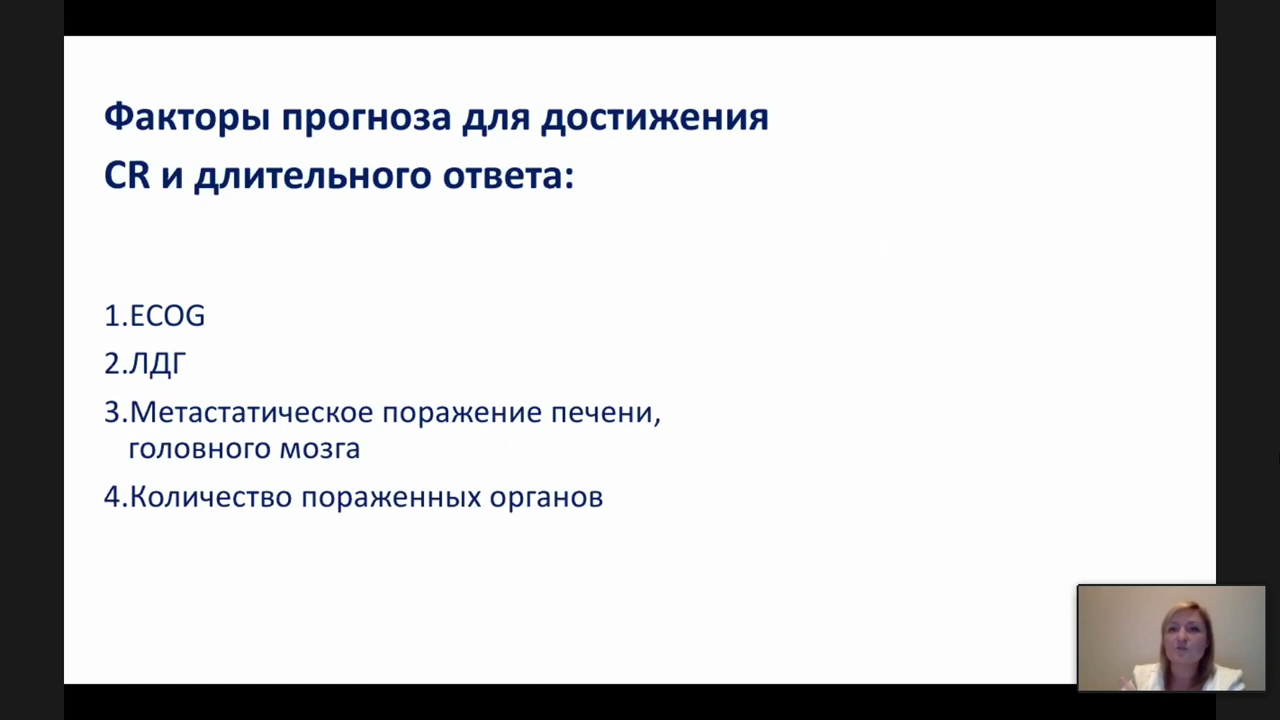 Факторы прогноза для достижения
CR и длительного ответа:
1.ECOG
2.ЛДГ
3.Метастатическое поражение печени,
головного мозга
4.Количество пораженных органов